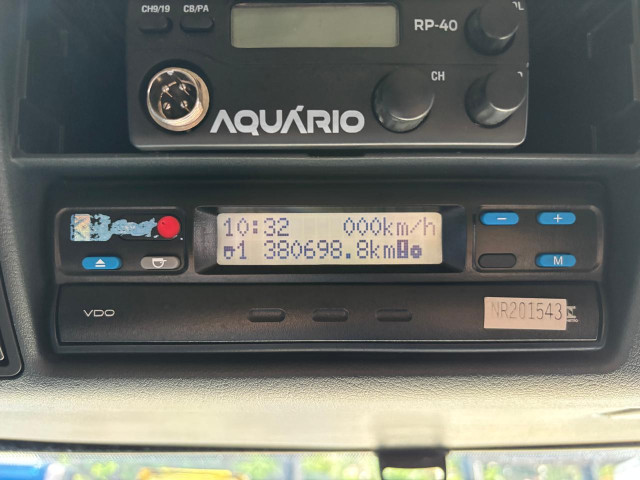 CH9/19 CB/PA
RP-40
CH
AQUÁRIO
10:32 000km/h
1 380698.8km
- +
M
VDO
NR201543